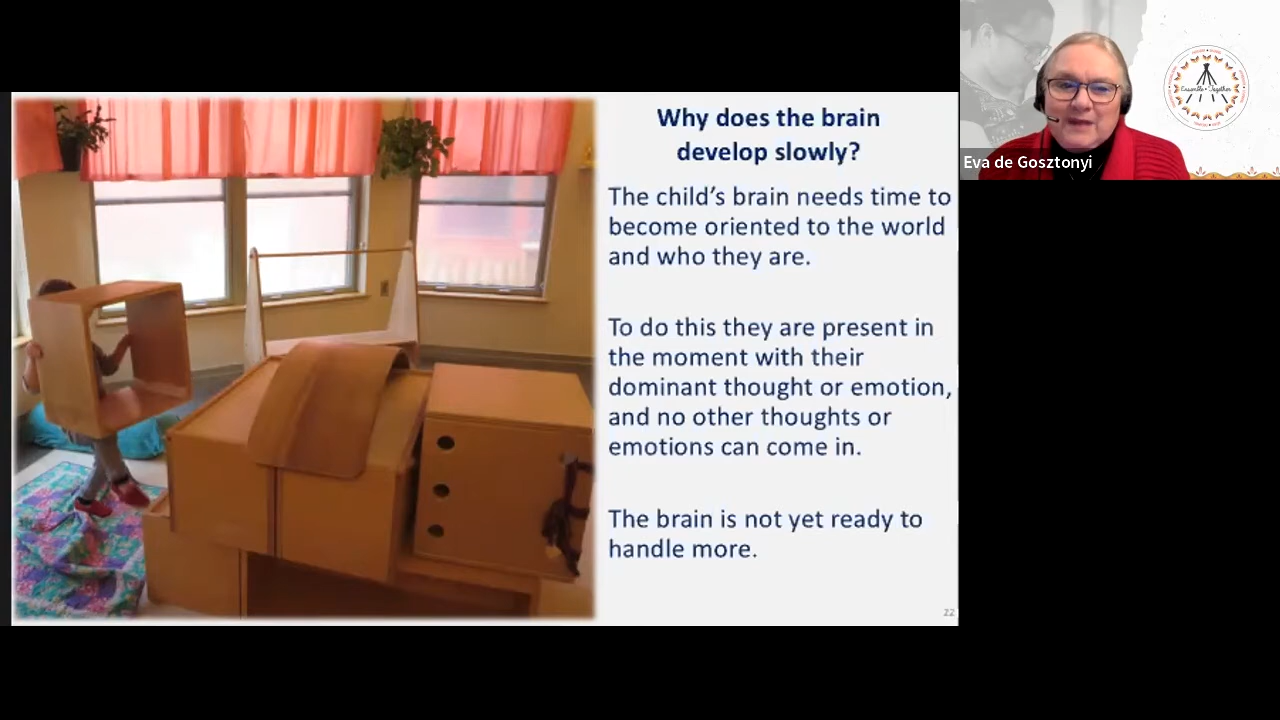 Why does the brain
develop slowly?
The child’s brain needs time to
become oriented to the world
and who they are.
To do this they are present in
the moment with their
dominant thought or emotion,
and no other thoughts or
emotions can come in.
The brain is not yet ready to
handle more.
22
Eva de Gosztonyi
Ensemble • Together